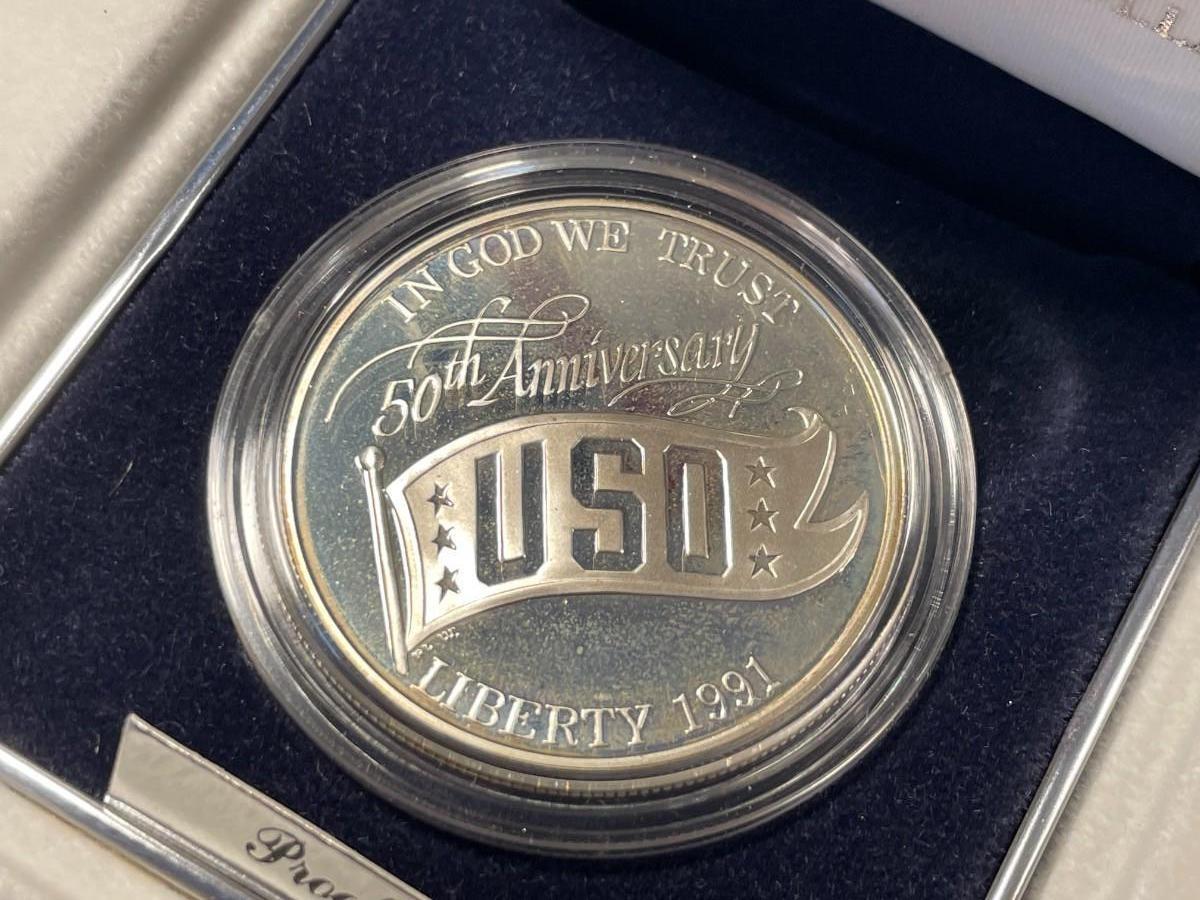 IN GOD WE TRUST
50th Anniversary
USO
LIBERTY 1991